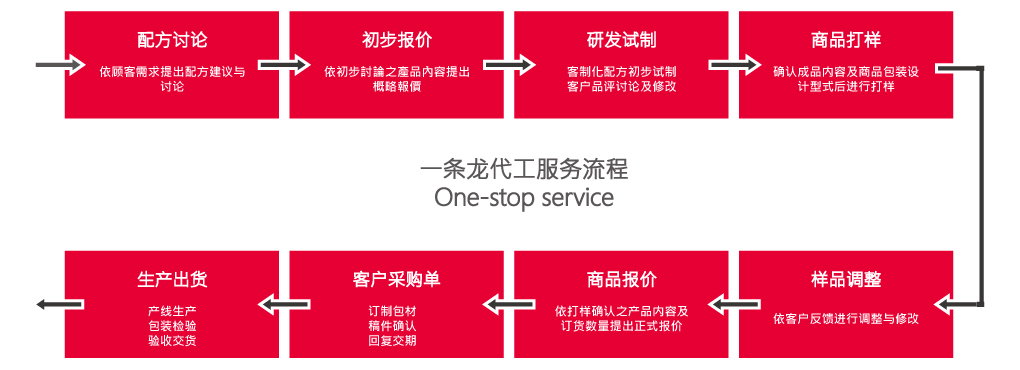 配方讨论
依顾客需求提出配方建议与
讨论
初步报价
依初步討論之產品內容提出
概略報價
研发试制
客制化配方初步试制
客户品评讨论及修改
商品打样
确认成品内容及商品包装设
计型式后进行打样
一条龙代工服务流程
One-stop service
样品调整
依客户反馈进行调整与修改
商品报价
依打样确认之产品内容及
订货数量提出正式报价
客户采购单
订制包材
稿件确认
回复交期
生产出货
产线生产
包装检验
验收交货